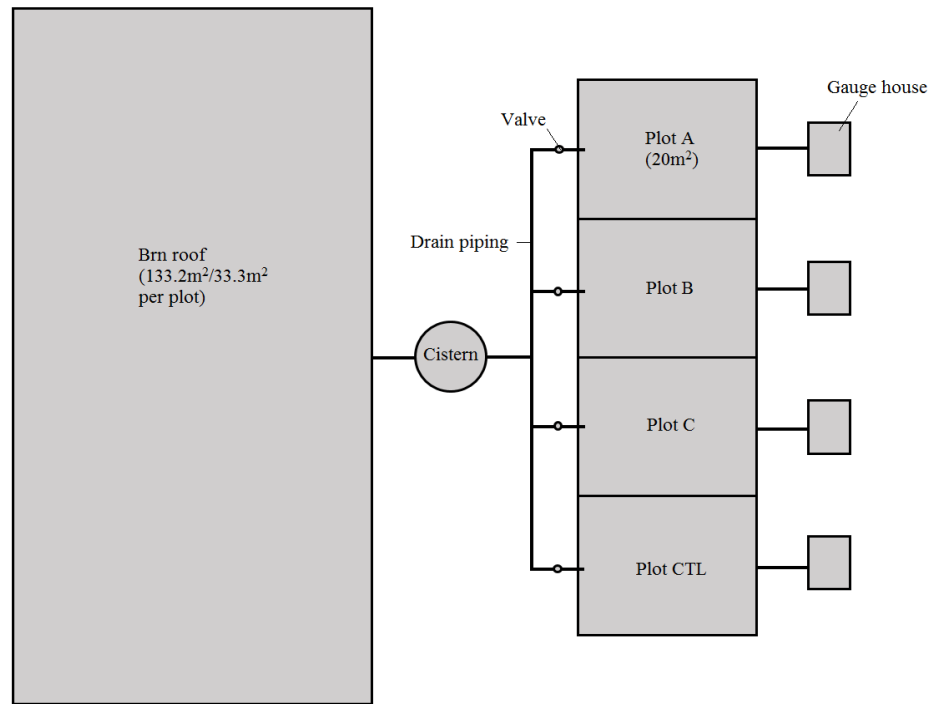 Gauge house
Valve
Plot A
(20m²)
Drain piping
Brn roof
(133.2m²/33.3m²
per plot)
Plot B
Cistern
Plot C
Plot CTL